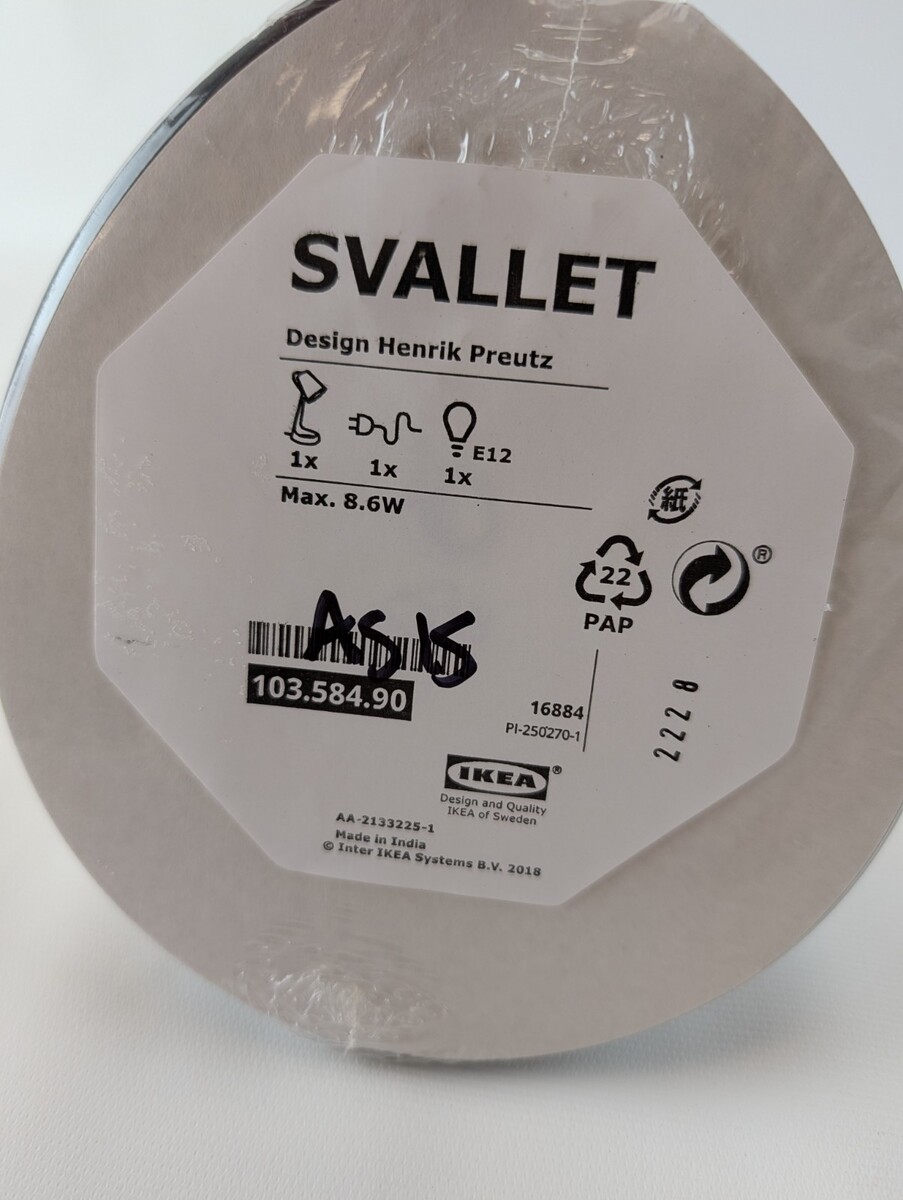 SVALLET
Design Henrik Preutz
E12
1x
1x
1x
Max. 8.6W
紙
22
PAP
®
AS IS
103.584.90
16884
PI-250270-1
2228
IKEA®
Design and Quality
IKEA of Sweden
AA-2133225-1
Made in India
© Inter IKEA Systems B.V. 2018